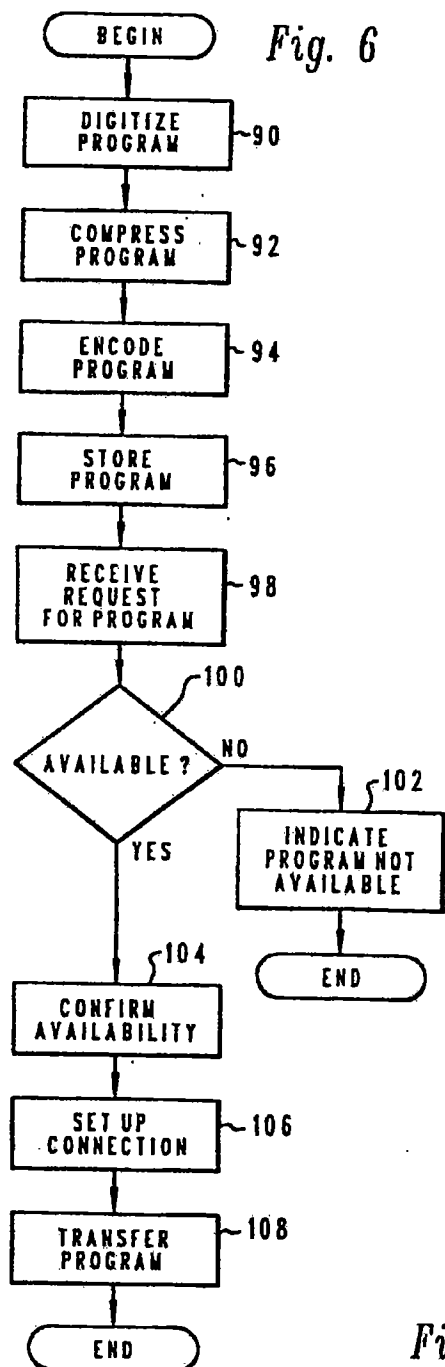 BEGIN
Fig. 6
DIGITIZE
PROGRAM
90
COMPRESS
PROGRAM
92
ENCODE
PROGRAM
94
STORE
PROGRAM
96
RECEIVE
REQUEST
FOR PROGRAM
98
100
AVAILABLE ?
NO
YES
102
INDICATE
PROGRAM NOT
AVAILABLE
END
104
CONFIRM
AVAILABILITY
SET UP
CONNECTION
106
TRANSFER
PROGRAM
108
END
Fi